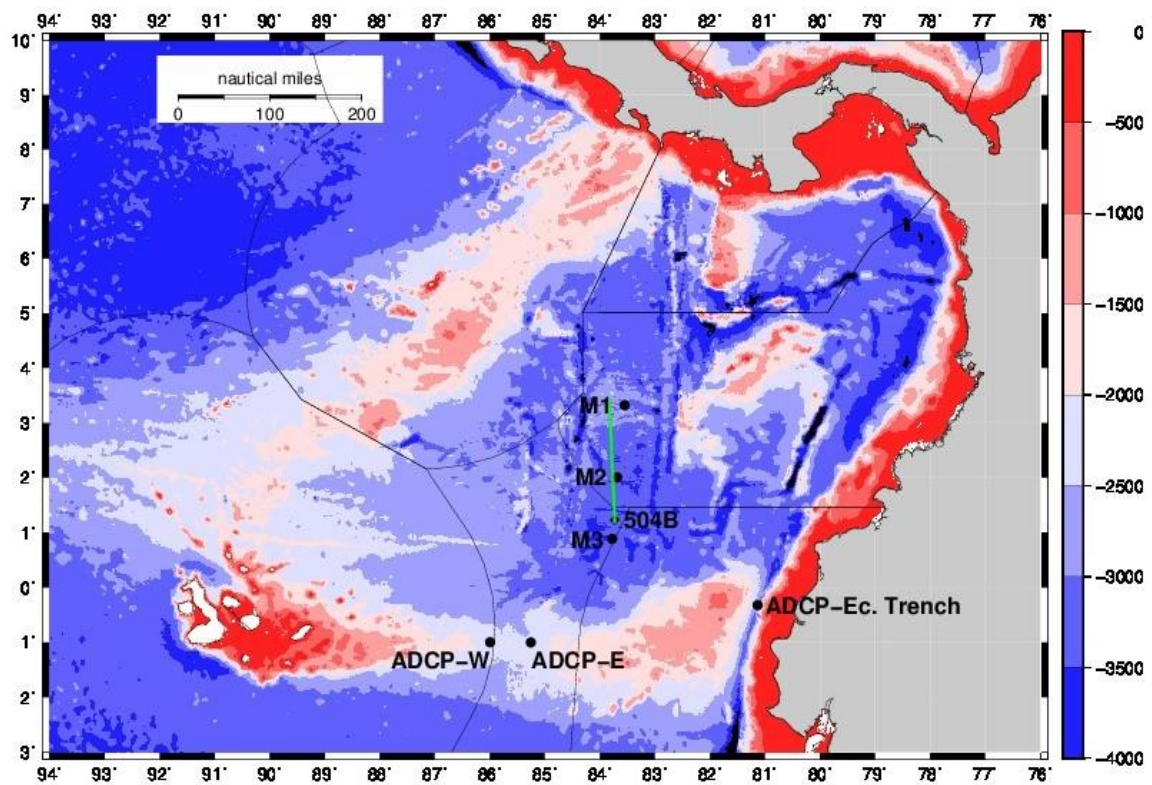 94' 93' 92' 91' 90' 89' 88' 87' 86' 85' 84' 83' 82' 81' 80' 79' 78' 77' 76'
10'
nautical miles
0 100 200
9'
8'
7'
6'
5'
4'
3'
2'
1'
0'
1'
2'
3'
M1
M2
504B
M3
ADCP−Ec. Trench
ADCP−W
ADCP−E
94' 93' 92' 91' 90' 89' 88' 87' 86' 85' 84' 83' 82' 81' 80' 79' 78' 77' 76'
0
−500
−1000
−1500
−2000
−2500
−3000
−3500
−4000